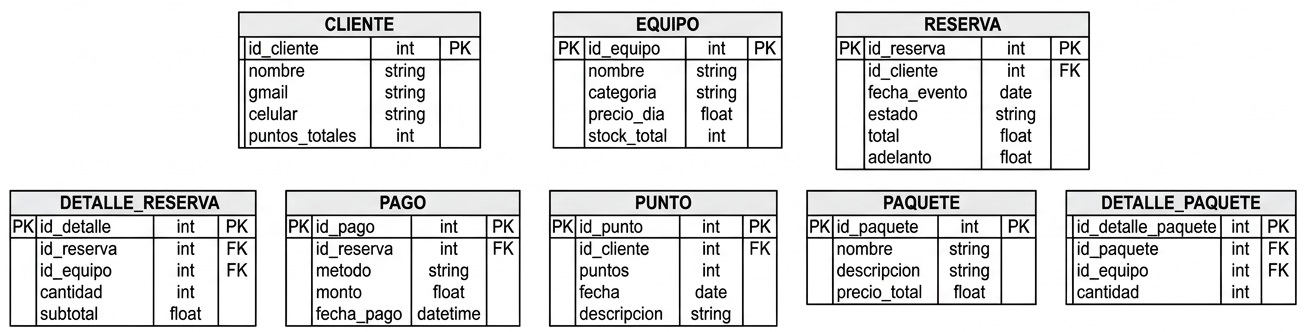 CLIENTE
id_cliente int PK
nombre string
gmail string
celular string
puntos_totales int
EQUIPO
PK id_equipo int PK
nombre string
categoria string
precio_dia float
stock_total int
RESERVA
PK id_reserva int PK
id_cliente int FK
fecha_evento date
estado string
total float
adelanto float
DETALLE_RESERVA
PK id_detalle int PK
id_reserva int FK
id_equipo int FK
cantidad int
subtotal float
PAGO
PK id_pago int PK
id_reserva int FK
metodo string
monto float
fecha_pago datetime
PUNTO
PK id_punto int PK
id_cliente int FK
puntos int
fecha date
descripcion string
PAQUETE
PK id_paquete int PK
nombre string
descripcion string
precio_total float
DETALLE_PAQUETE
id_detalle_paquete int PK
id_paquete int FK
id_equipo int FK
cantidad int